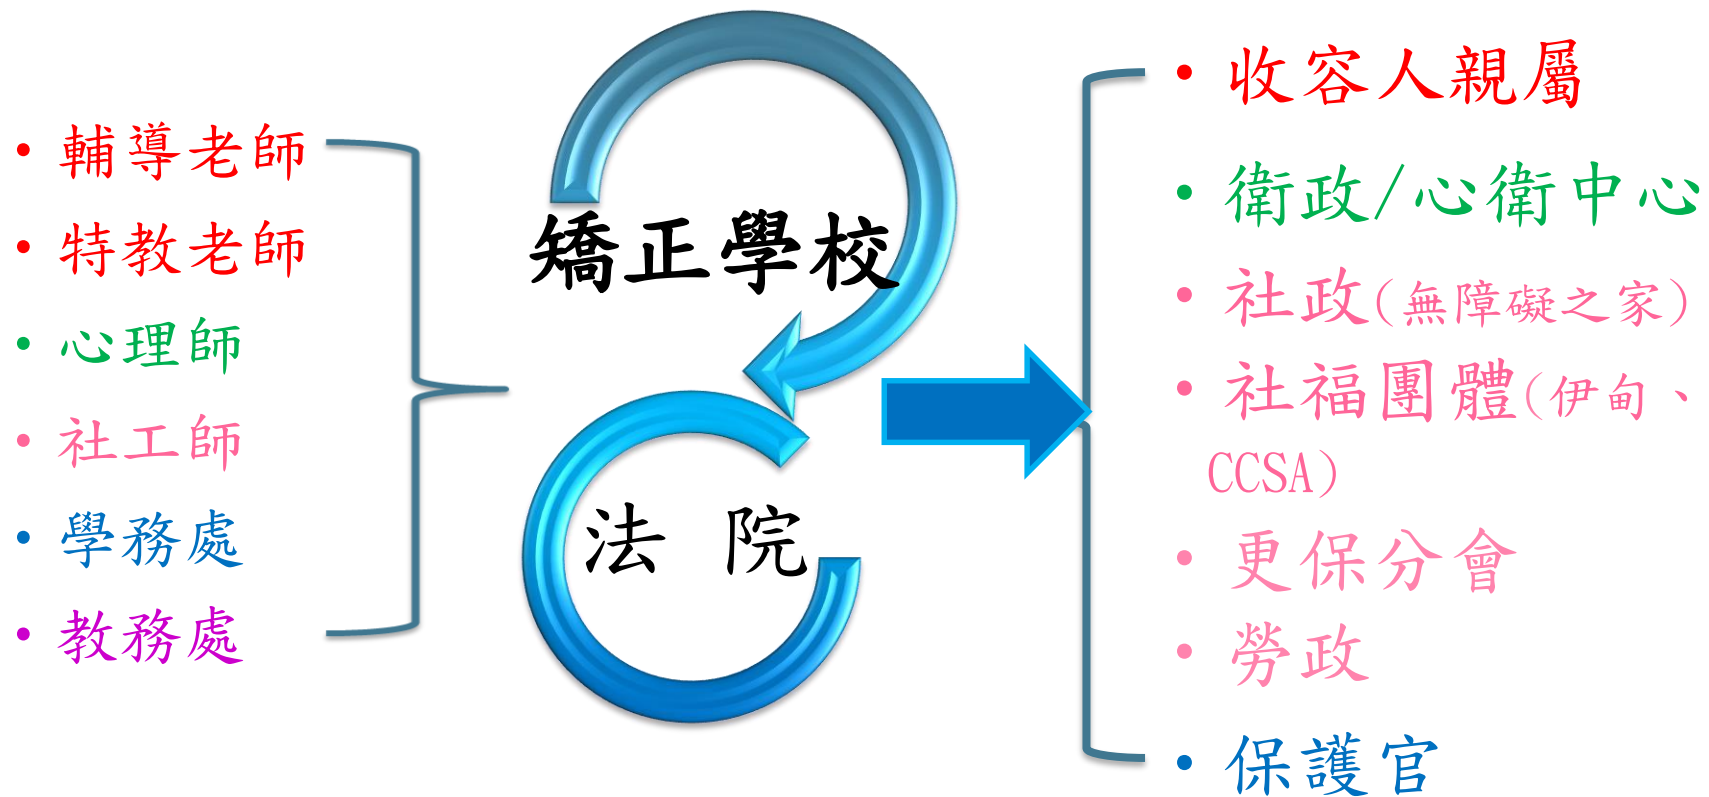 • 輔導老師
• 特教老師
• 心理師
• 社工師
• 學務處
• 教務處
矯正學校
法 院
• 收容人親屬
• 衛政/心衛中心
• 社政(無障礙之家)
• 社福團體(伊甸、
CCSA)
• 更保分會
• 勞政
• 保護官